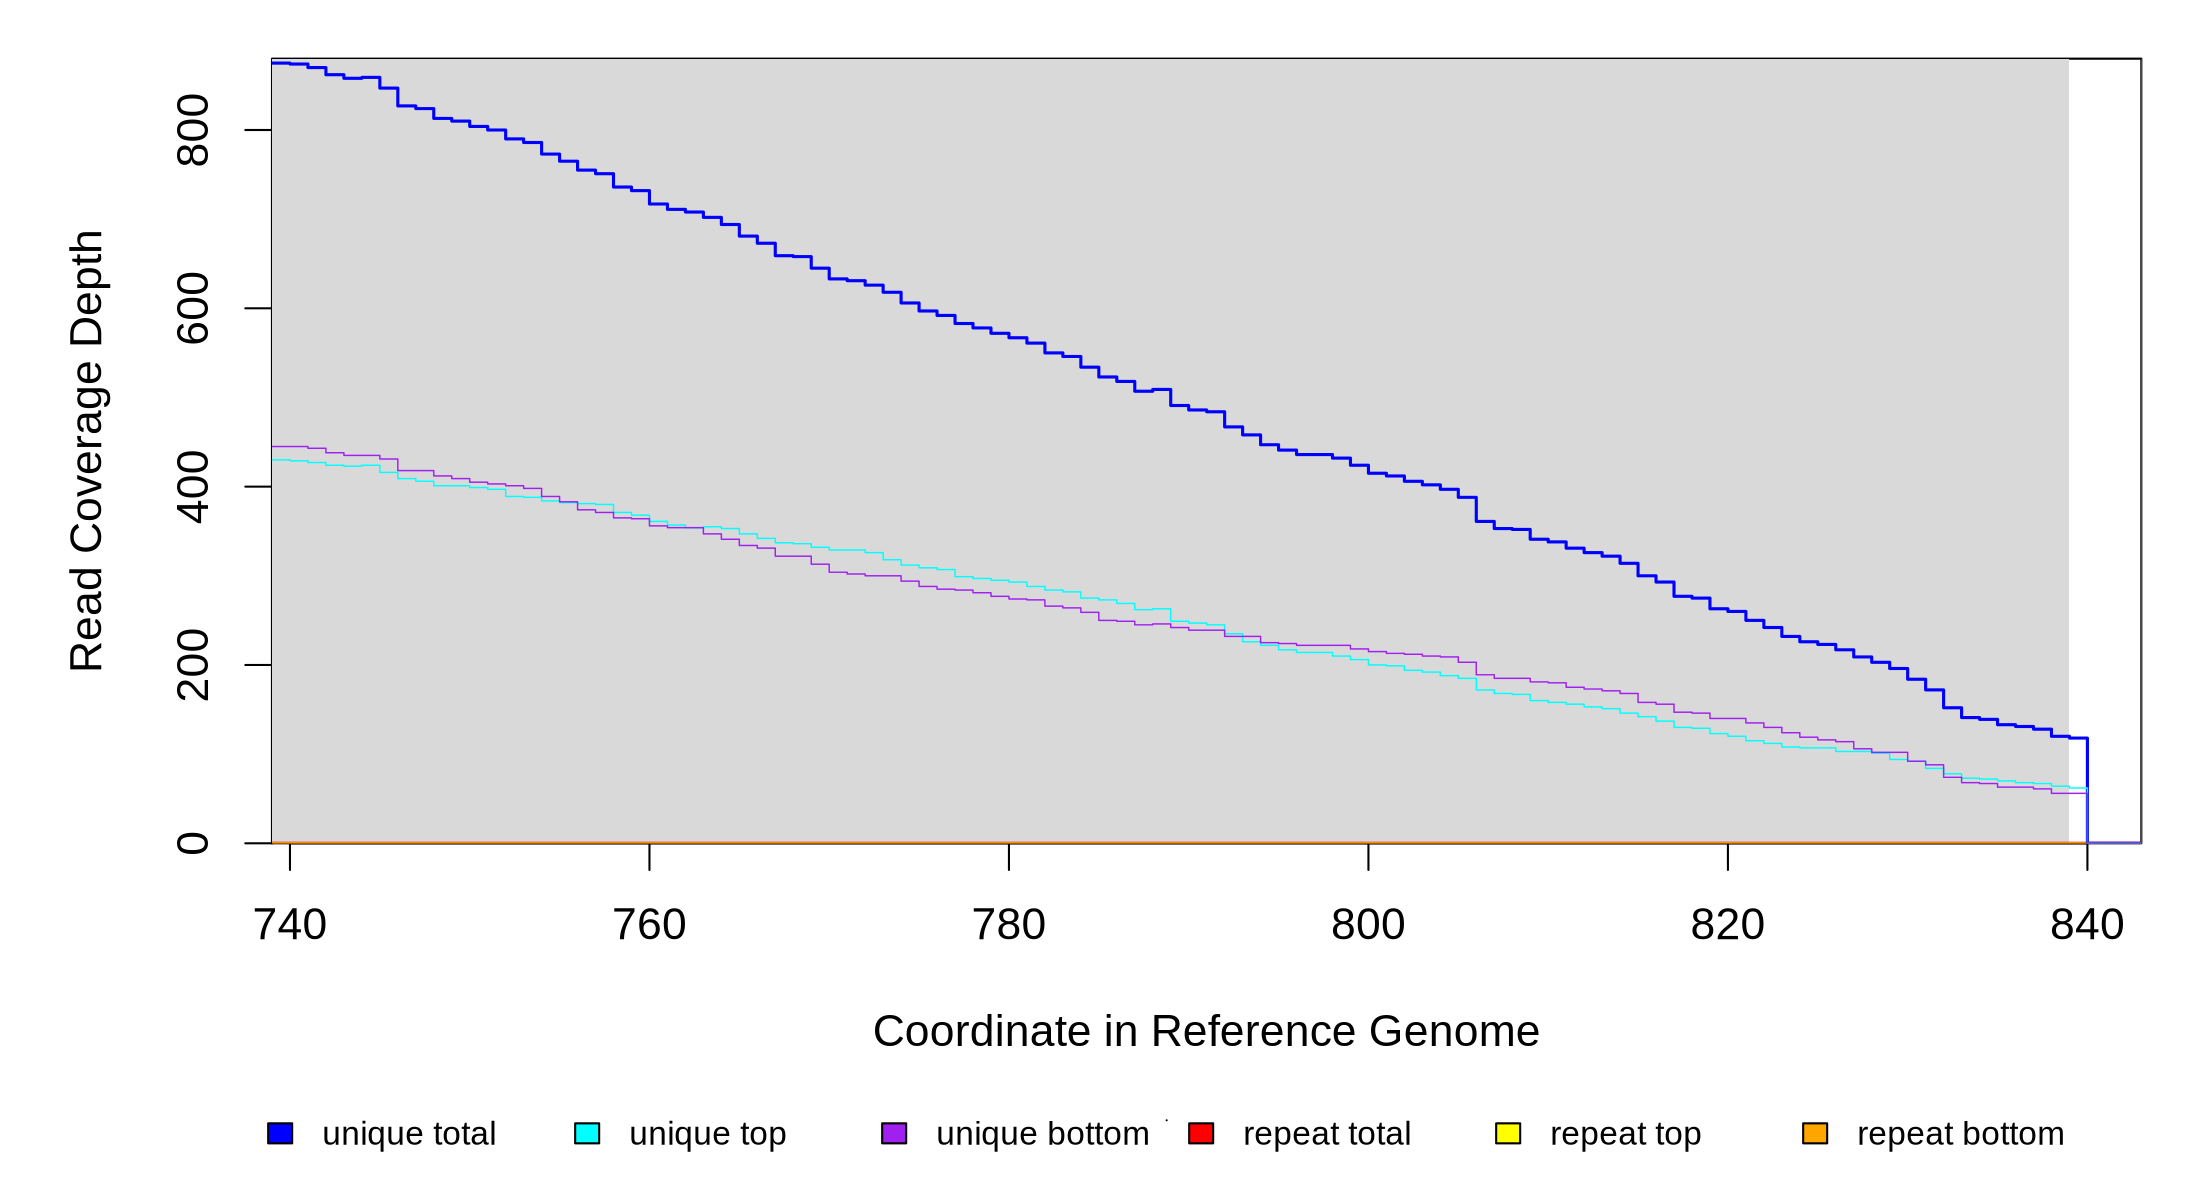 Read Coverage Depth
800
600
400
200
0
740 760 780 800 820 840
Coordinate in Reference Genome
unique total unique top unique bottom repeat total repeat top repeat bottom